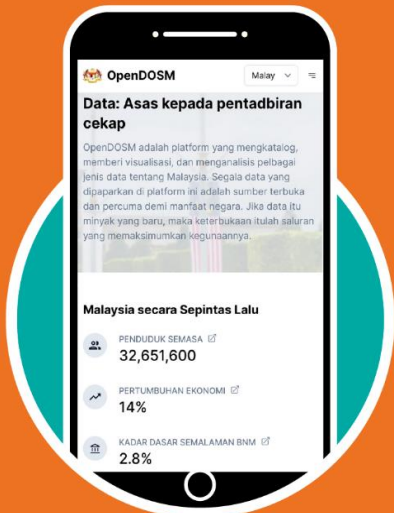 OpenDOSM
Malay
Data: Asas kepada pentadbiran
cekap
OpenDOSM adalah platform yang mengkatalog,
memberi visualisasi, dan menganalisis pelbagai
jenis data tentang Malaysia. Segala data yang
dipaparkan di platform ini adalah sumber terbuka
dan percuma demi manfaat negara. Jika data itu
minyak yang baru, maka keterbukaan itulah saluran
yang memaksimumkan kegunaannya.
Malaysia secara Sepintas Lalu
PENDUDUK SEMASA
32,651,600
PERTUMBUHAN EKONOMI
14%
KADAR DASAR SEMALAMAN BNM
2.8%